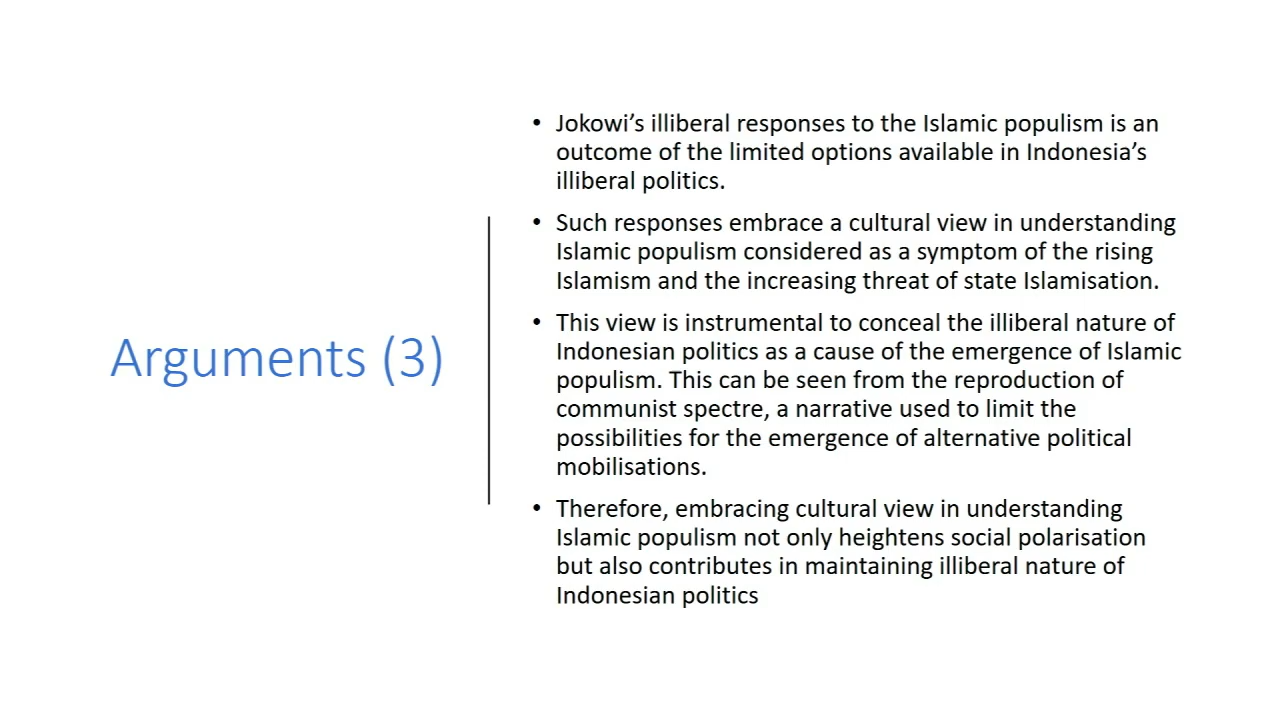 Arguments (3)
• Jokowi’s illiberal responses to the Islamic populism is an
outcome of the limited options available in Indonesia’s
illiberal politics.
• Such responses embrace a cultural view in understanding
Islamic populism considered as a symptom of the rising
Islamism and the increasing threat of state Islamisation.
• This view is instrumental to conceal the illiberal nature of
Indonesian politics as a cause of the emergence of Islamic
populism. This can be seen from the reproduction of
communist spectre, a narrative used to limit the
possibilities for the emergence of alternative political
mobilisations.
• Therefore, embracing cultural view in understanding
Islamic populism not only heightens social polarisation
but also contributes in maintaining illiberal nature of
Indonesian politics